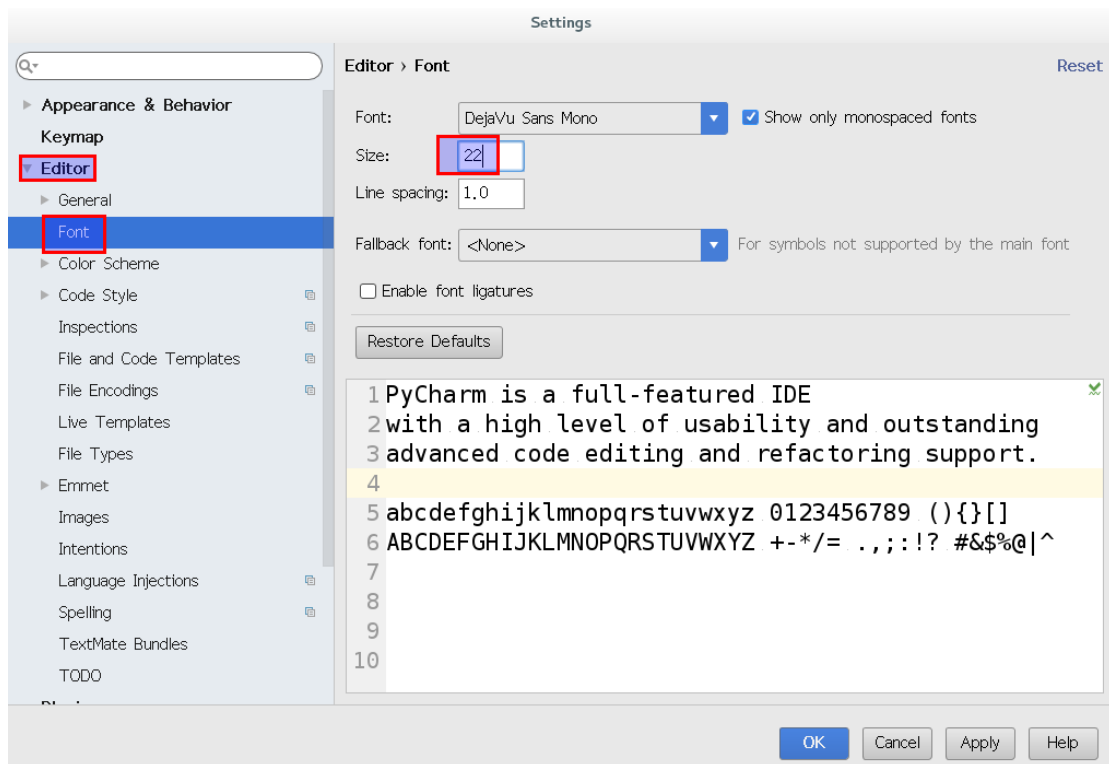 Settings
Editor › Font
Reset
Appearance & Behavior
Keymap
Editor
General
Font
Color Scheme
Code Style
Inspections
File and Code Templates
File Encodings
Live Templates
File Types
Emmet
Images
Intentions
Language Injections
Spelling
TextMate Bundles
TODO
Font:
DejaVu Sans Mono
Show only monospaced fonts
Size:
22
Line spacing:
1.0
Fallback font:
<None>
For symbols not supported by the main font
Enable font ligatures
Restore Defaults
1 PyCharm is a full-featured IDE
2 with a high level of usability and outstanding
3 advanced code editing and refactoring support.
4
5 abcdefghijklmnopqrstuvwxyz 0123456789 (){}[]
6 ABCDEFGHIJKLMNOPQRSTUVWXYZ +-*/= .,;:!? #&$%@|^
7
8
9
10
OK
Cancel
Apply
Help